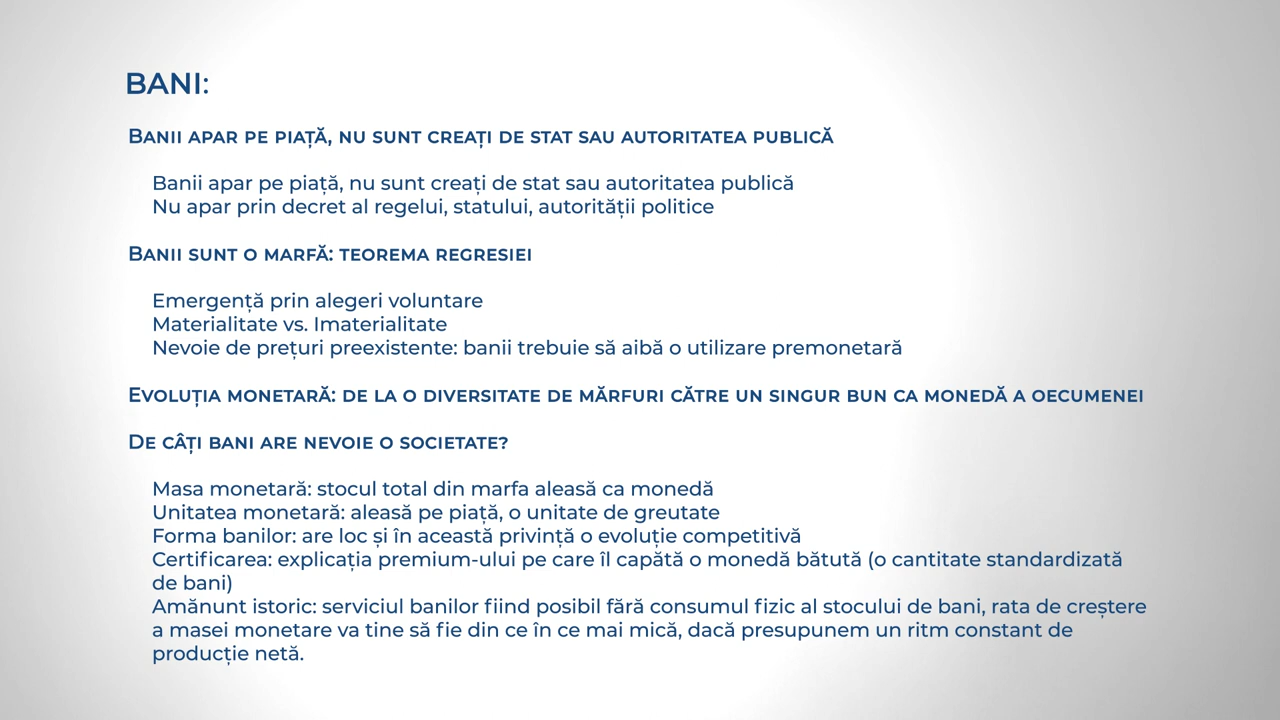 BANI:
BANII APAR PE PIAȚĂ, NU SUNT CREAȚI DE STAT SAU AUTORITATEA PUBLICĂ
Banii apar pe piață, nu sunt creați de stat sau autoritatea publică
Nu apar prin decret al regelui, statului, autorității politice
BANII SUNT O MARFĂ: TEOREMA REGRESIEI
Emergență prin alegeri voluntare
Materialitate vs. Imaterialitate
Nevoie de prețuri preexistente: banii trebuie să aibă o utilizare premonetară
EVOLUȚIA MONETARĂ: DE LA O DIVERSITATE DE MĂRFURI CĂTRE UN SINGUR BUN CA MONEDĂ A OECUMENEI
DE CÂȚI BANI ARE NEVOIE O SOCIETATE?
Masa monetară: stocul total din marfa aleasă ca monedă
Unitatea monetară: aleasă pe piață, o unitate de greutate
Forma banilor: are loc și în această privință o evoluție competitivă
Certificarea: explicația premium-ului pe care îl capătă o monedă bătută (o cantitate standardizată
de bani)
Amănunt istoric: serviciul banilor fiind posibil fără consumul fizic al stocului de bani, rata de creștere
a masei monetare va tine să fie din ce în ce mai mică, dacă presupunem un ritm constant de
producție netă.